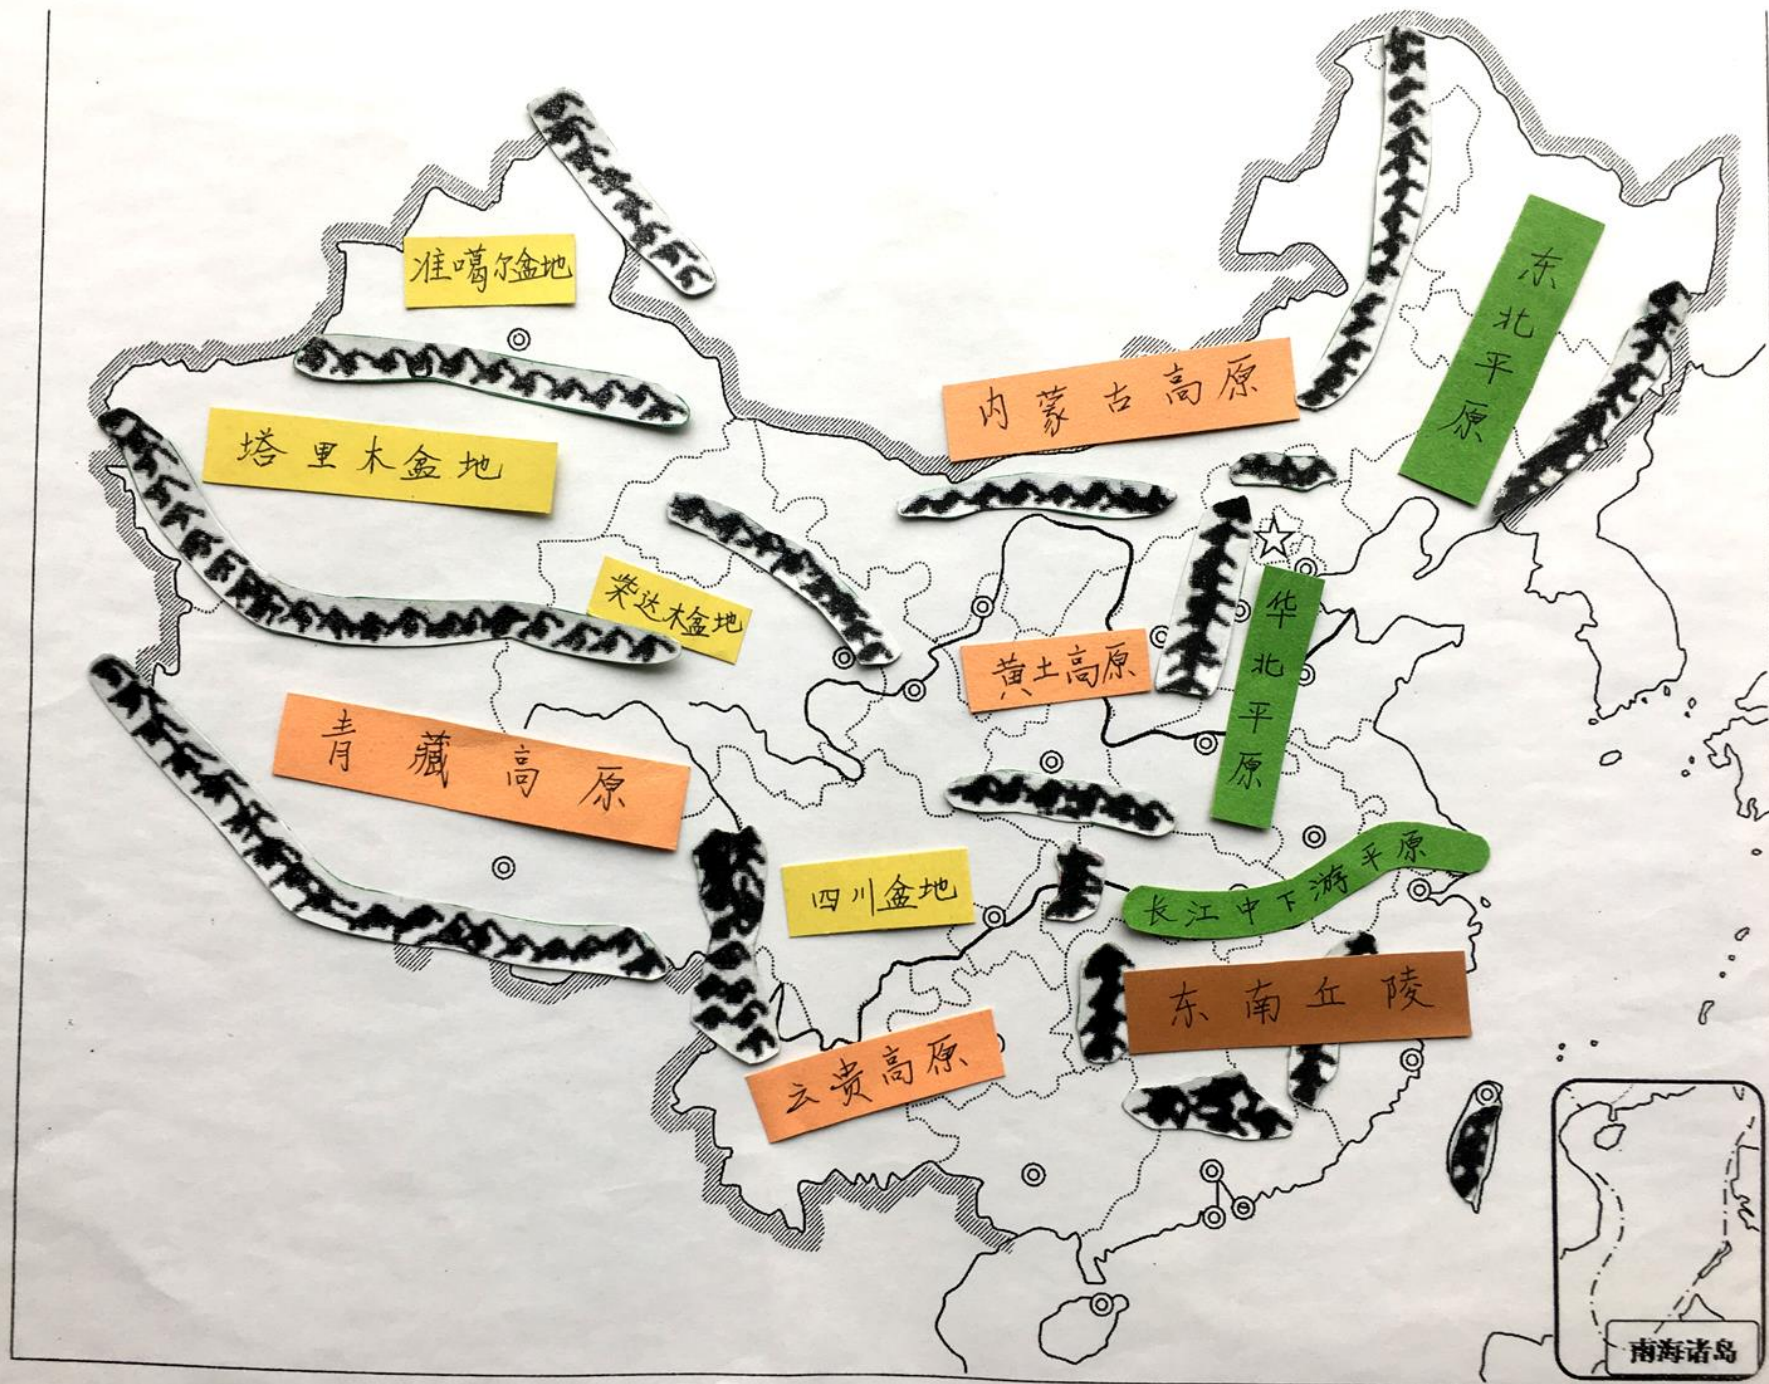 准噶尔盆地
东北平原
内蒙古高原
塔里木盆地
柴达木盆地
华北平原
黄土高原
青藏高原
长江中下游平原
四川盆地
东南丘陵
云贵高原
南海诸岛